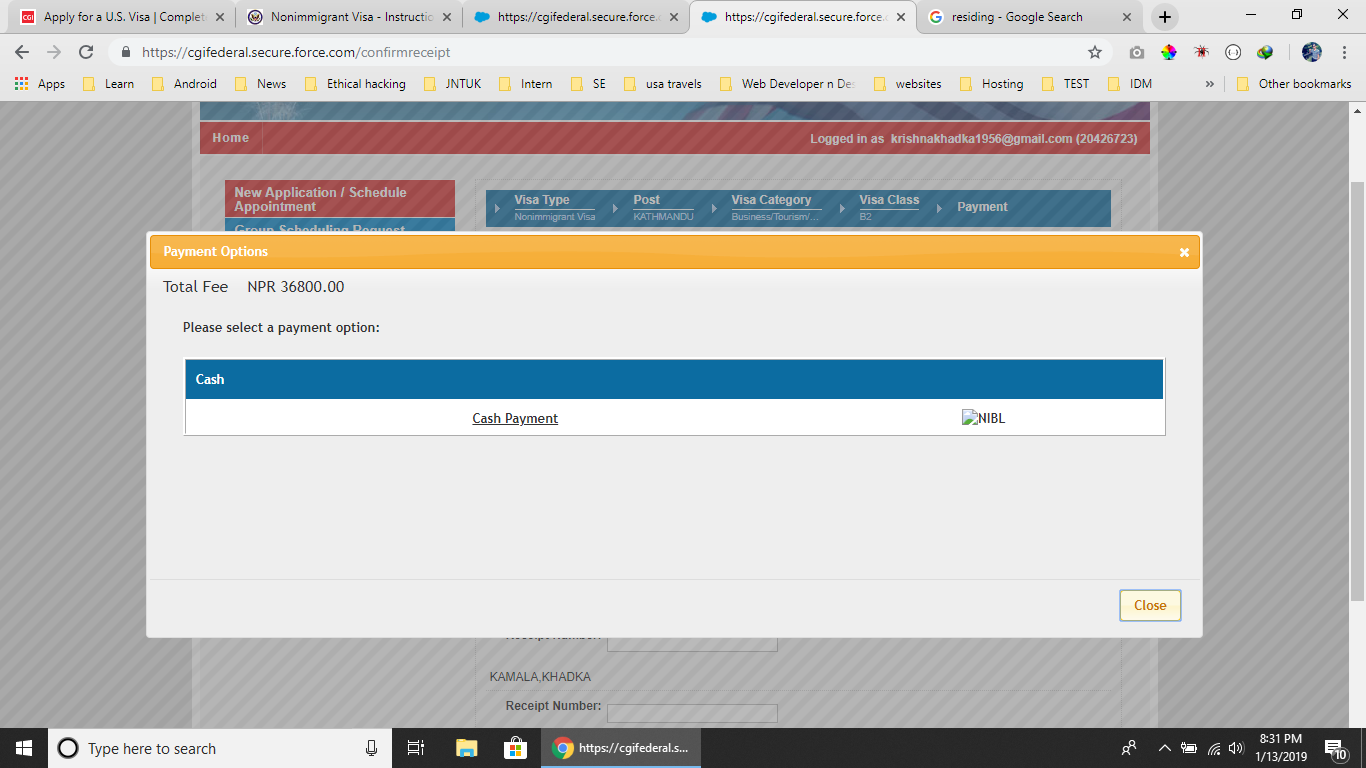 Apply for a U.S. Visa | Complet
Nonimmigrant Visa - Instructic
https://cgifederal.secure.force.
https://cgifederal.secure.force.
residing - Google Search
https://cgifederal.secure.force.com/confirmreceipt
Apps
Learn
Android
News
Ethical hacking
JNTUK
Intern
SE
usa travels
Web Developer n Des
websites
Hosting
TEST
IDM
»
Other bookmarks
Home
Logged in as krishnakhadka1956@gmail.com (20426723)
New Application / Schedule
Appointment
Group Scheduling Request
Visa Type
Nonimmigrant Visa
Post
KATHMANDU
Visa Category
Business/Tourism/...
Visa Class
B2
Payment
Payment Options
Total Fee NPR 36800.00
Please select a payment option:
Cash
Cash Payment
NIBL
Close
Receipt Number:
KAMALA,KHADKA
Receipt Number:
Type here to search
https://cgifederal.s...
8:31 PM
1/13/2019
10